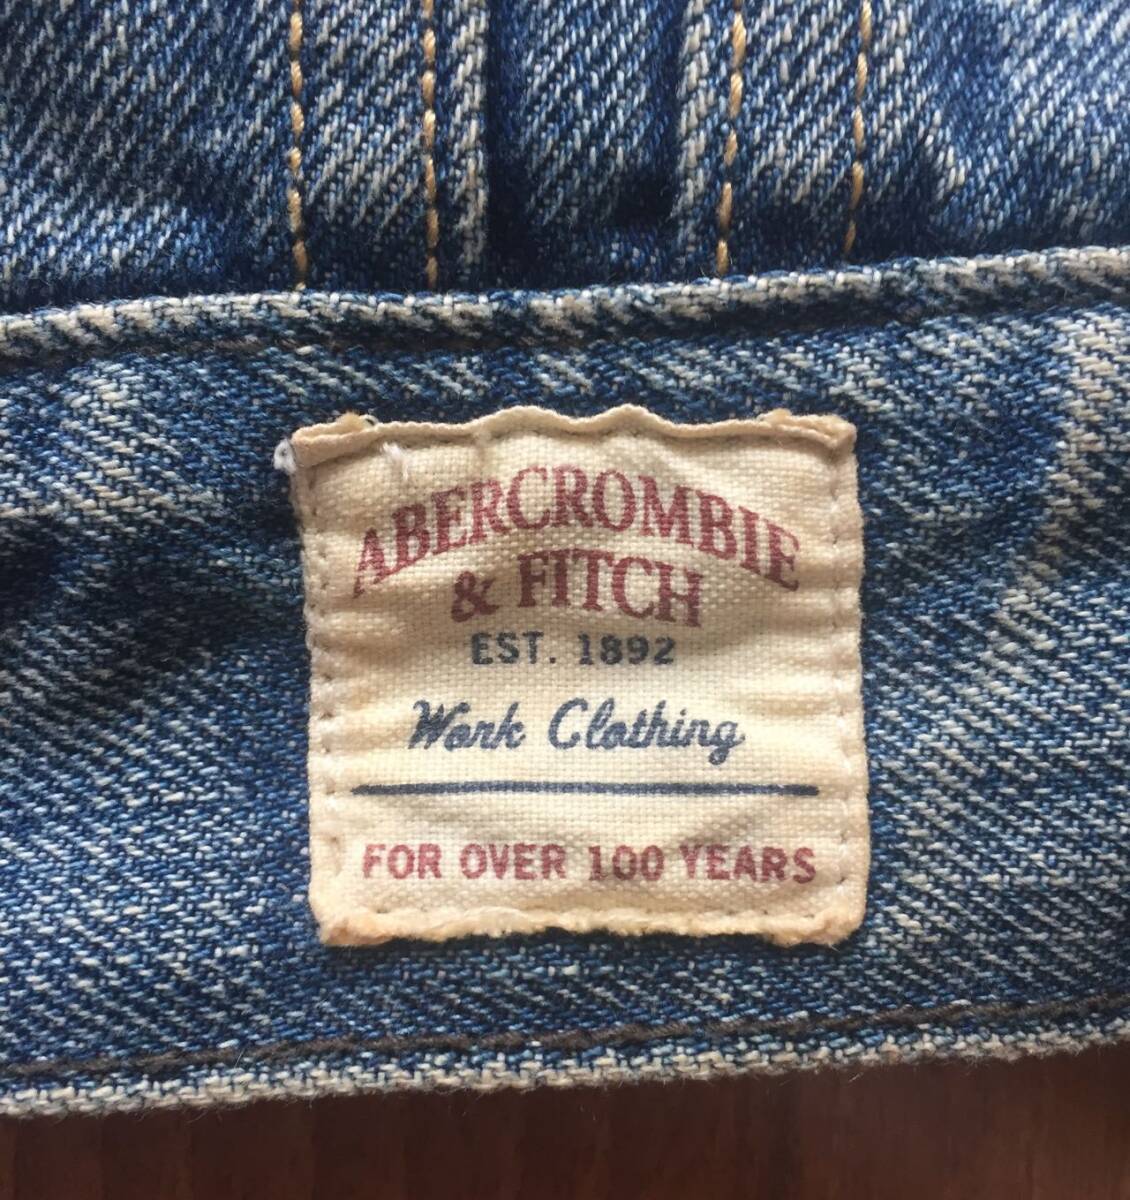 ABERCROMBIE
& FITCH
EST. 1892
Work Clothing
FOR OVER 100 YEARS